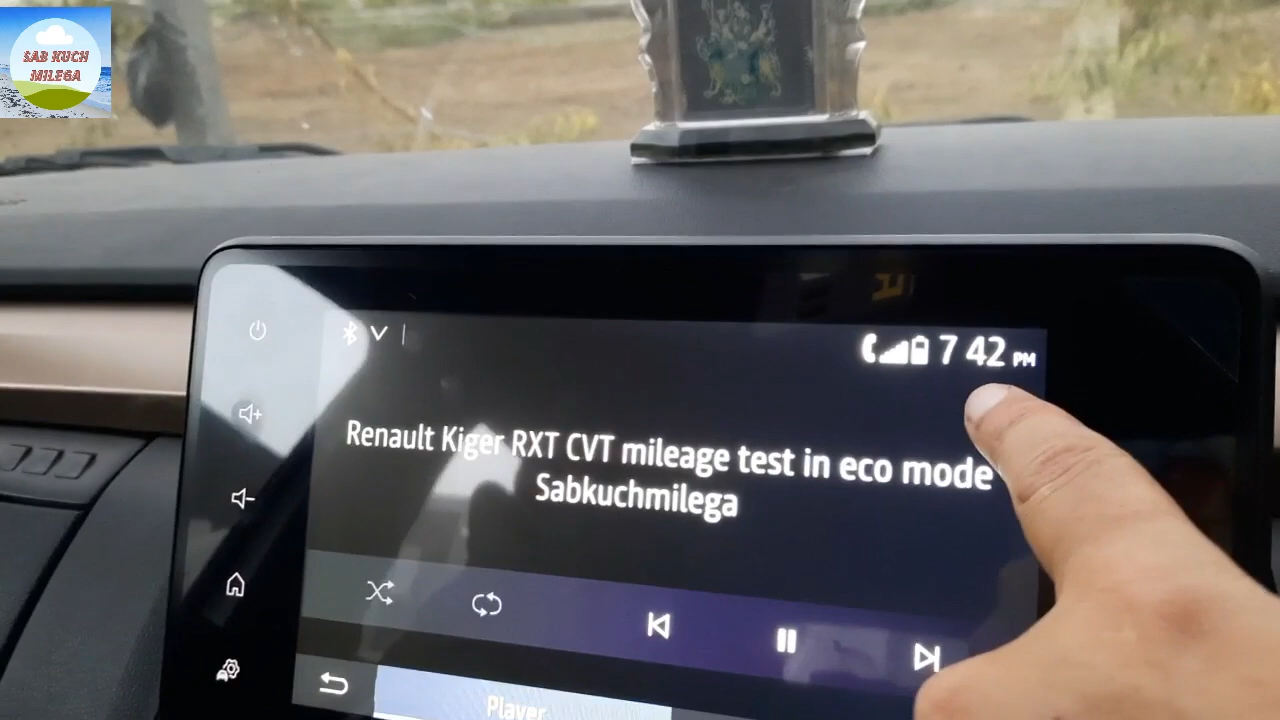 SAB KUCH
MILEGA
7 42 PM
Renault Kiger RXT CVT mileage test in eco mode
Sabkuchmilega
Player